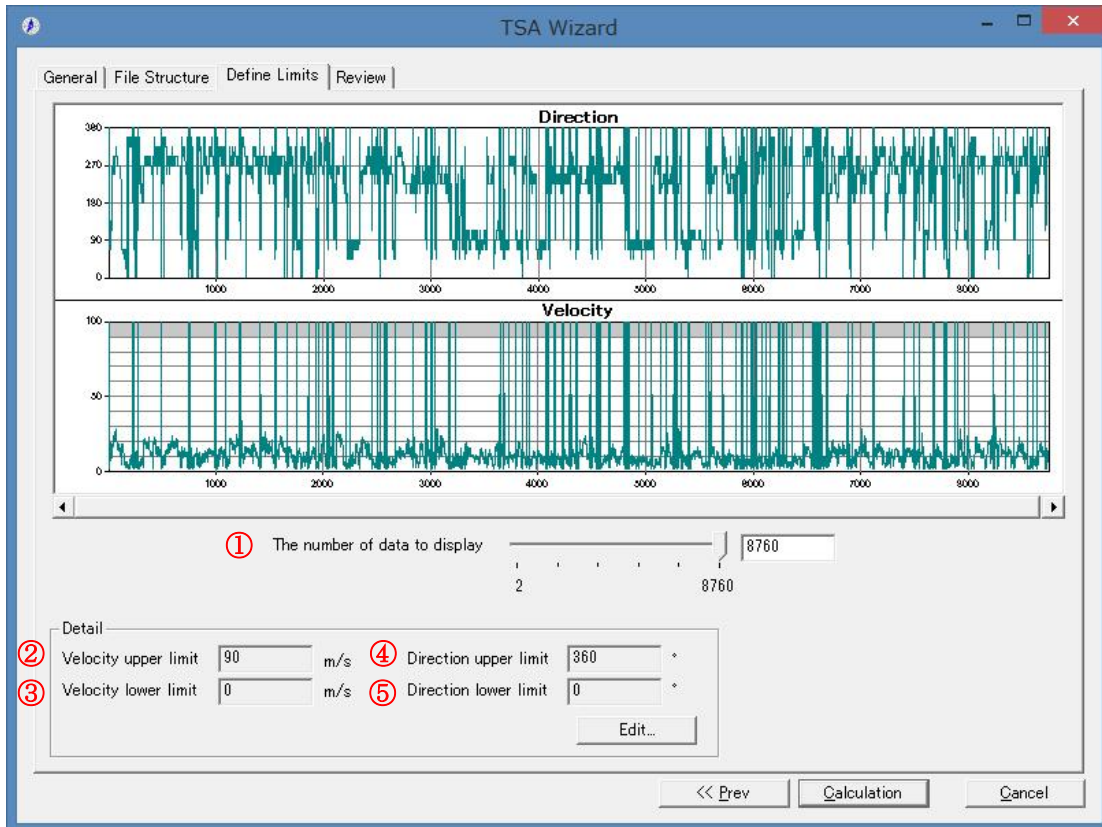 TSA Wizard
General File Structure Define Limits Review
Direction
360
270
180
90
0
1000 2000 3000 4000 5000 6000 7000 8000
Velocity
100
50
0
1000 2000 3000 4000 5000 6000 7000 8000
① The number of data to display 8760
2 8760
Detail
② Velocity upper limit 90 m/s ④ Direction upper limit 360 °
③ Velocity lower limit 0 m/s ⑤ Direction lower limit 0 °
Edit...
<< Prev Calculation Cancel